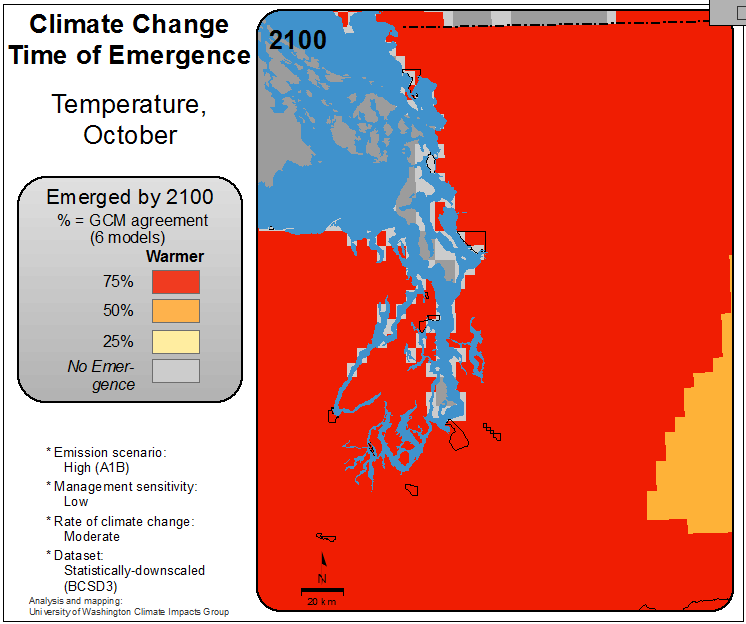 Climate Change
Time of Emergence
Temperature,
October
Emerged by 2100
% = GCM agreement
(6 models)
Warmer
75%
50%
25%
No Emer-
gence
* Emission scenario:
High (A1B)
* Management sensitivity:
Low
* Rate of climate change:
Moderate
* Dataset:
Statistically-downscaled
(BCSD3)
Analysis and mapping:
University of Washington Climate Impacts Group
2100
N
20 km